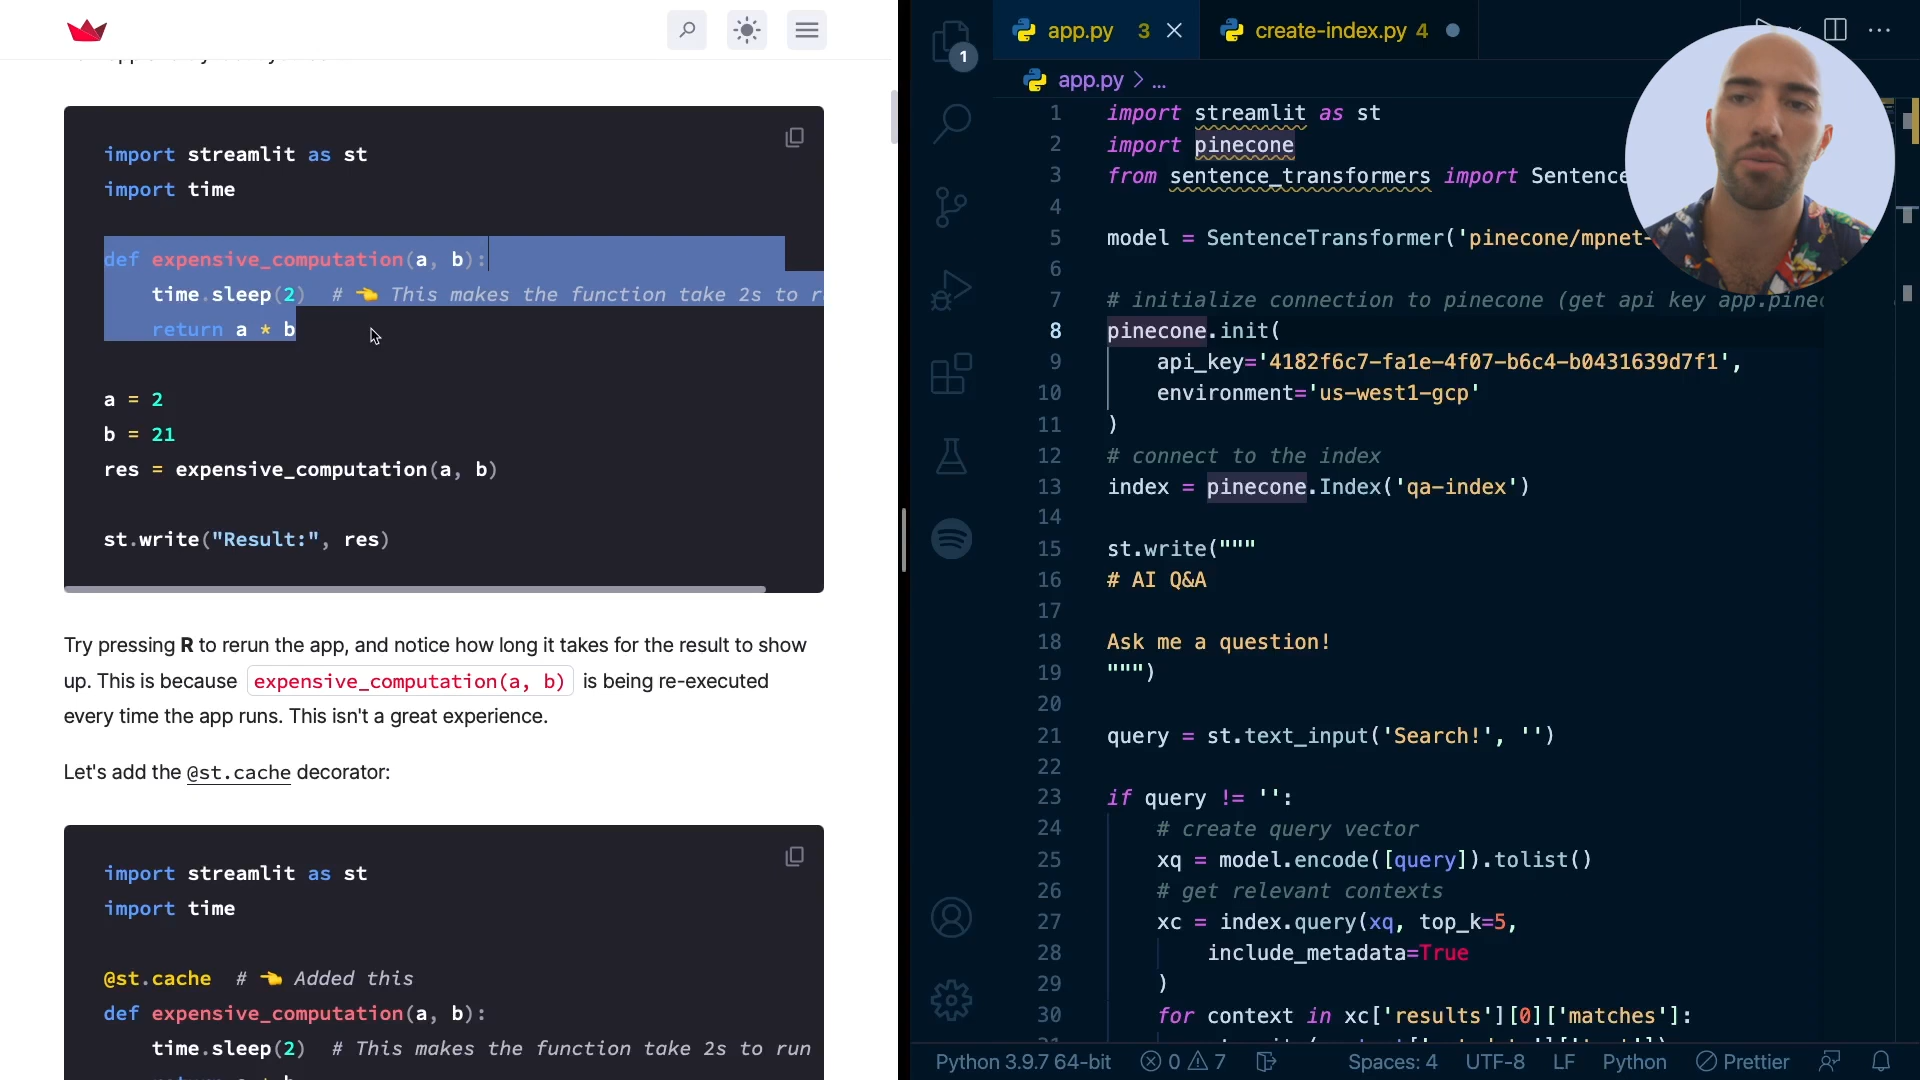 import streamlit as st
import time
def expensive_computation(a, b):
time.sleep(2) # 👈 This makes the function take 2s to r
return a * b
a = 2
b = 21
res = expensive_computation(a, b)
st.write("Result:", res)
Try pressing R to rerun the app, and notice how long it takes for the result to show
up. This is because expensive_computation(a, b) is being re-executed
every time the app runs. This isn't a great experience.
Let's add the @st.cache decorator:
import streamlit as st
import time
@st.cache # 👈 Added this
def expensive_computation(a, b):
time.sleep(2) # This makes the function take 2s to run
1
app.py 3
create-index.py 4
app.py > ...
1 import streamlit as st
2 import pinecone
3 from sentence_transformers import Sentence
4
5 model = SentenceTransformer('pinecone/mpnet-
6
7 # initialize connection to pinecone (get api key app.pinec
8 pinecone.init(
9 api_key='4182f6c7-fa1e-4f07-b6c4-b0431639d7f1',
10 environment='us-west1-gcp'
11 )
12 # connect to the index
13 index = pinecone.Index('qa-index')
14
15 st.write("""
16 # AI Q&A
17
18 Ask me a question!
19 """)
20
21 query = st.text_input('Search!', '')
22
23 if query != '':
24 # create query vector
25 xq = model.encode([query]).tolist()
26 # get relevant contexts
27 xc = index.query(xq, top_k=5,
28 include_metadata=True
29 )
30 for context in xc['results'][0]['matches']:
Python 3.9.7 64-bit 0 7 Spaces: 4 UTF-8 LF Python Prettier